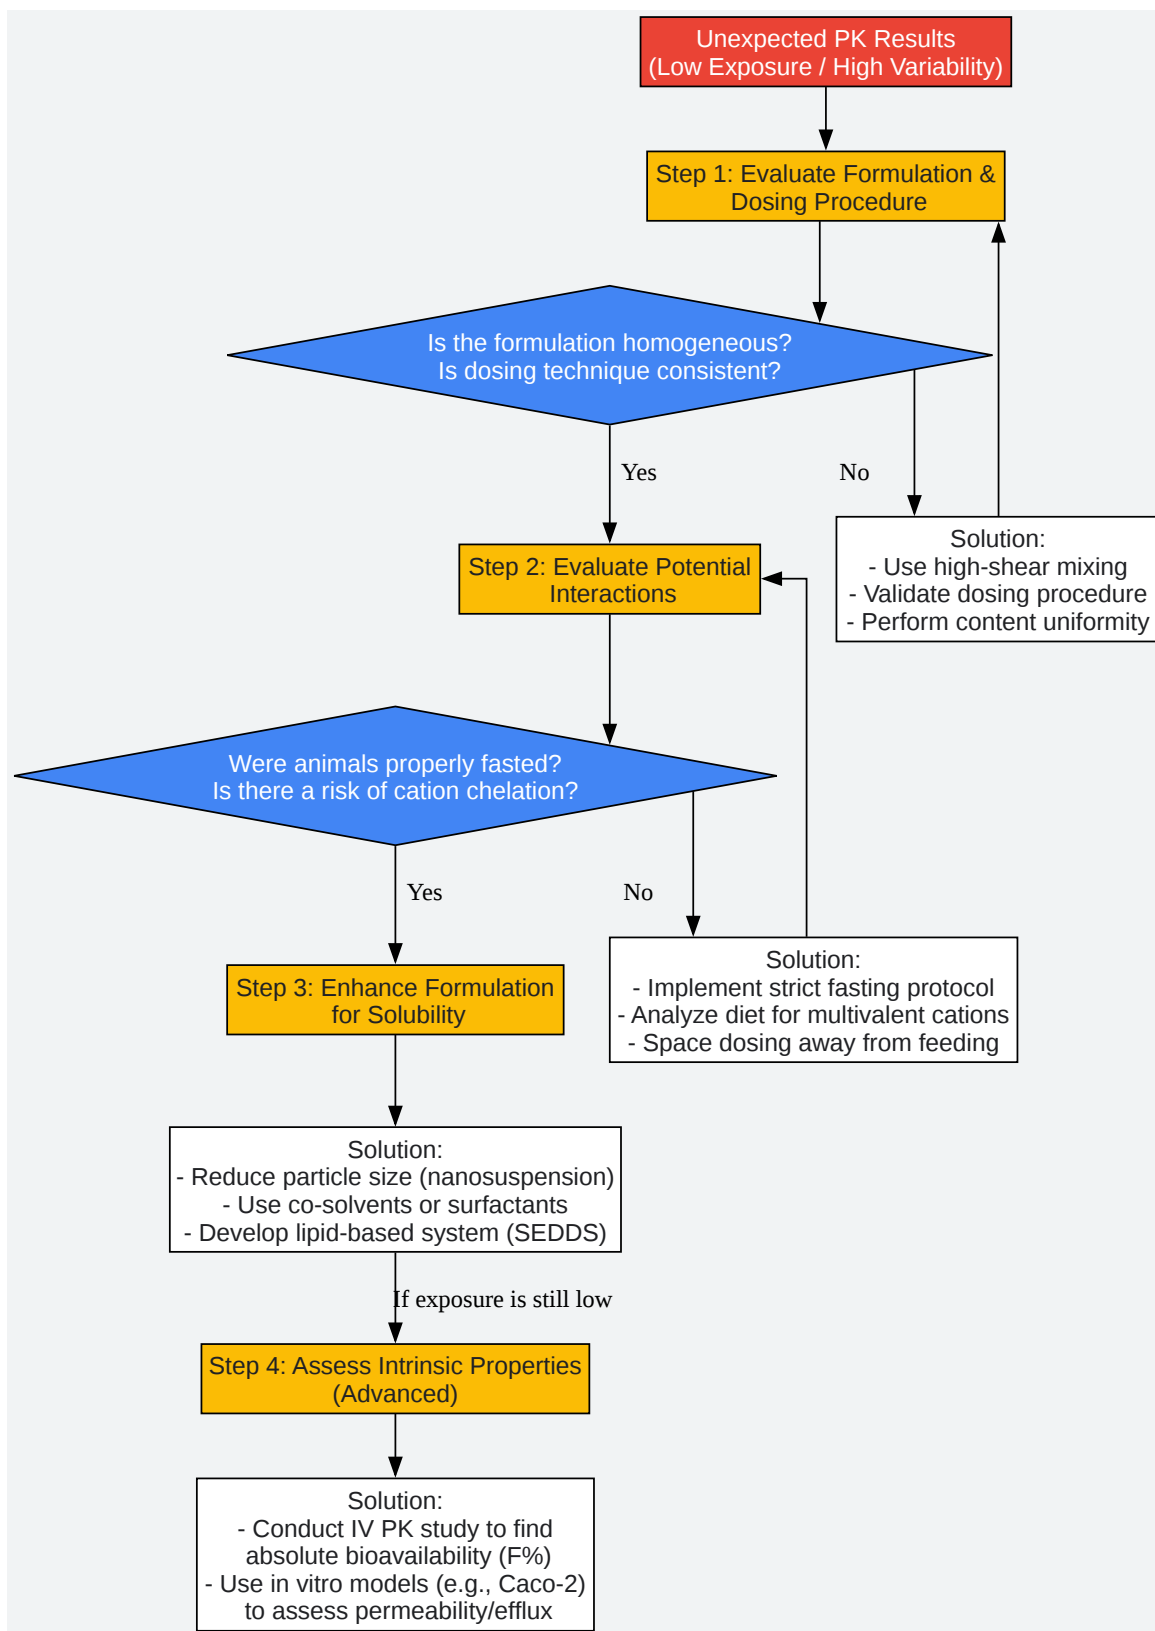 Unexpected PK Results
(Low Exposure / High Variability)
Step 1: Evaluate Formulation &
Dosing Procedure
Is the formulation homogeneous?
Is dosing technique consistent?
Yes
No
Solution:
- Use high-shear mixing
- Validate dosing procedure
- Perform content uniformity
Step 2: Evaluate Potential
Interactions
Were animals properly fasted?
Is there a risk of cation chelation?
Yes
No
Solution:
- Implement strict fasting protocol
- Analyze diet for multivalent cations
- Space dosing away from feeding
Step 3: Enhance Formulation
for Solubility
Solution:
- Reduce particle size (nanosuspension)
- Use co-solvents or surfactants
- Develop lipid-based system (SEDDS)
If exposure is still low
Step 4: Assess Intrinsic Properties
(Advanced)
Solution:
- Conduct IV PK study to find
absolute bioavailability (F%)
- Use in vitro models (e.g., Caco-2)
to assess permeability/efflux